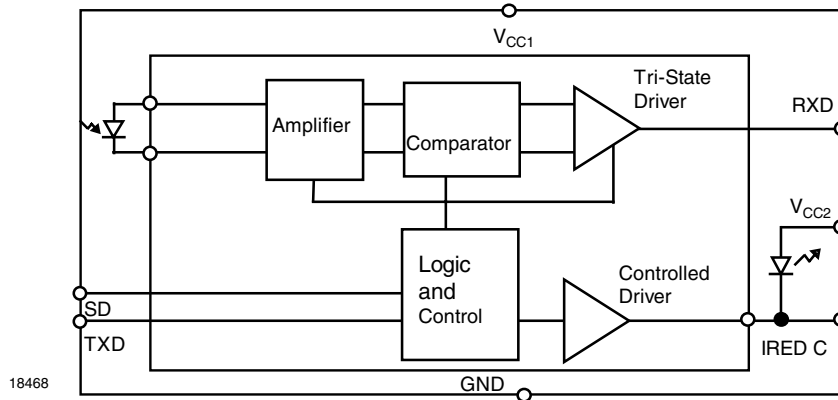 VCC1
Tri-State
Driver
RXD
Amplifier
Comparator
VCC2
Logic
and
Control
Controlled
Driver
SD
TXD
IRED C
GND
18468